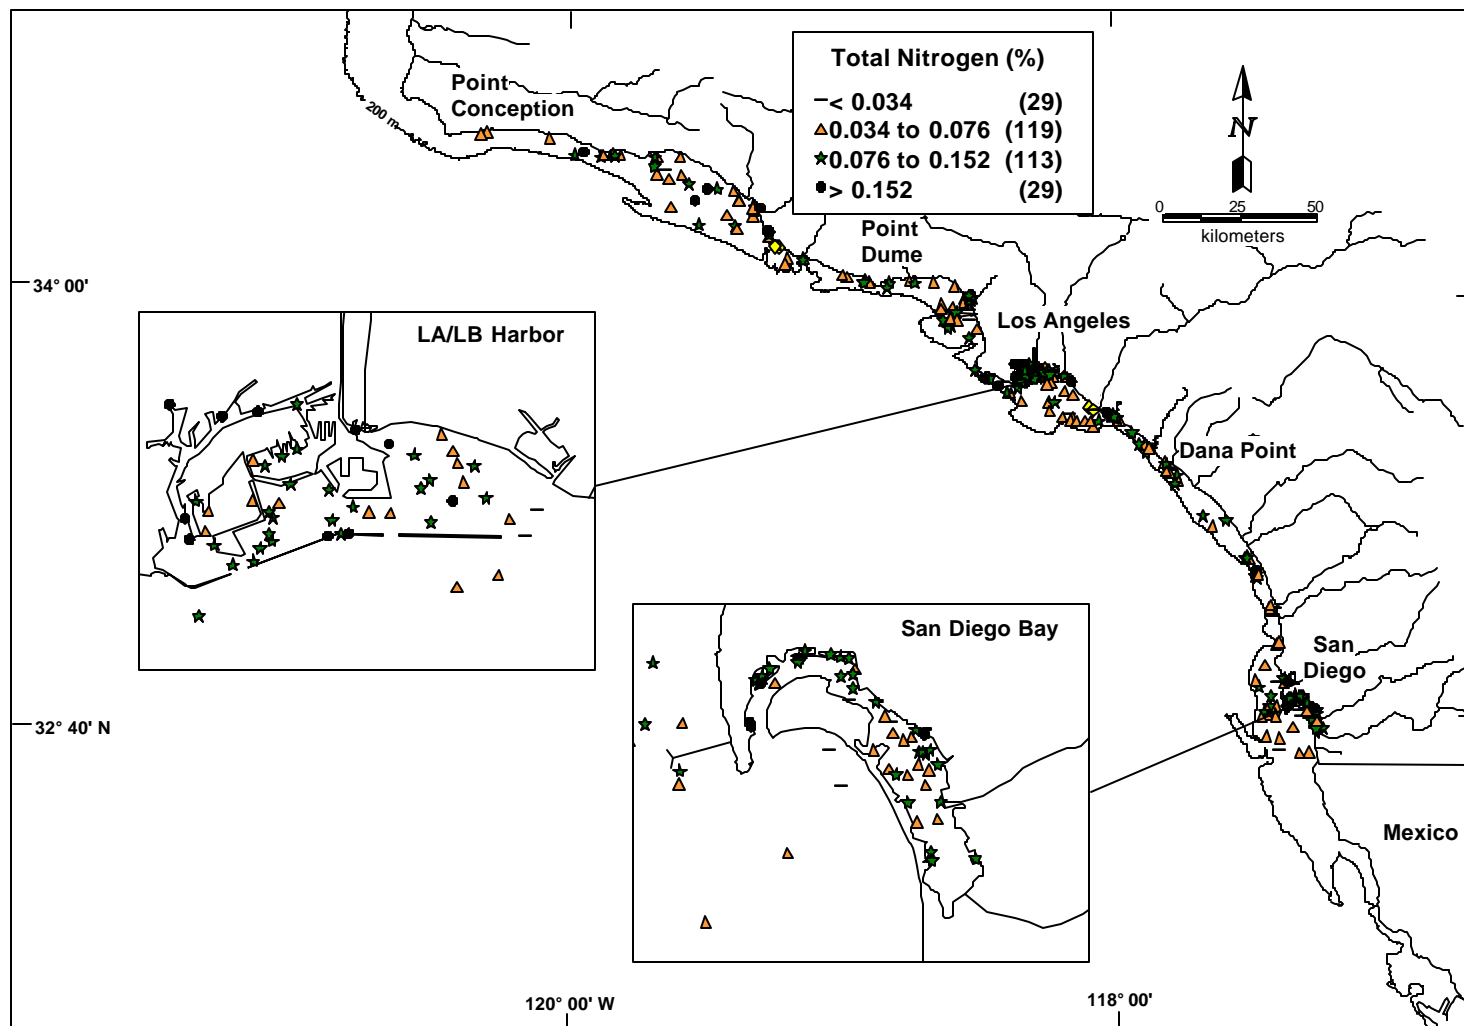 Total Nitrogen (%)
< 0.034 (29)
0.034 to 0.076 (119)
0.076 to 0.152 (113)
> 0.152 (29)
Point
Conception
200 m
N
0 25 50
kilometers
Point
Dume
34° 00'
Los Angeles
LA/LB Harbor
Dana Point
San Diego Bay
San
Diego
32° 40' N
Mexico
120° 00' W
118° 00'